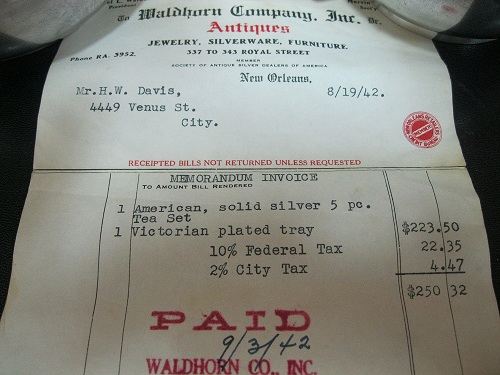 To Waldhorn Company, Inc. Dr.
Antiques
JEWELRY, SILVERWARE, FURNITURE
337 TO 343 ROYAL STREET
Phone RA. 3952.
MEMBER
SOCIETY OF ANTIQUE SILVER DEALERS OF AMERICA
New Orleans,
Mr.H.W. Davis, 8/19/42.
4449 Venus St.
City.
MEMBER
RECEIPTED BILLS NOT RETURNED UNLESS REQUESTED
MEMORANDUM INVOICE
TO AMOUNT BILL RENDERED
1 American, solid silver 5 pc.
Tea Set
1 Victorian plated tray $223.50
10% Federal Tax 22.35
2% City Tax 4.47
$250 32
PAID
9/3/42
WALDHORN CO., INC.